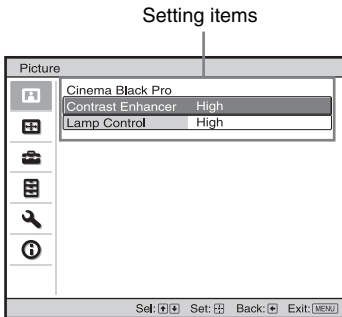 Setting items
Picture
Cinema Black Pro
Contrast Enhancer High
Lamp Control High
Sel: Set: Back: Exit: MENU